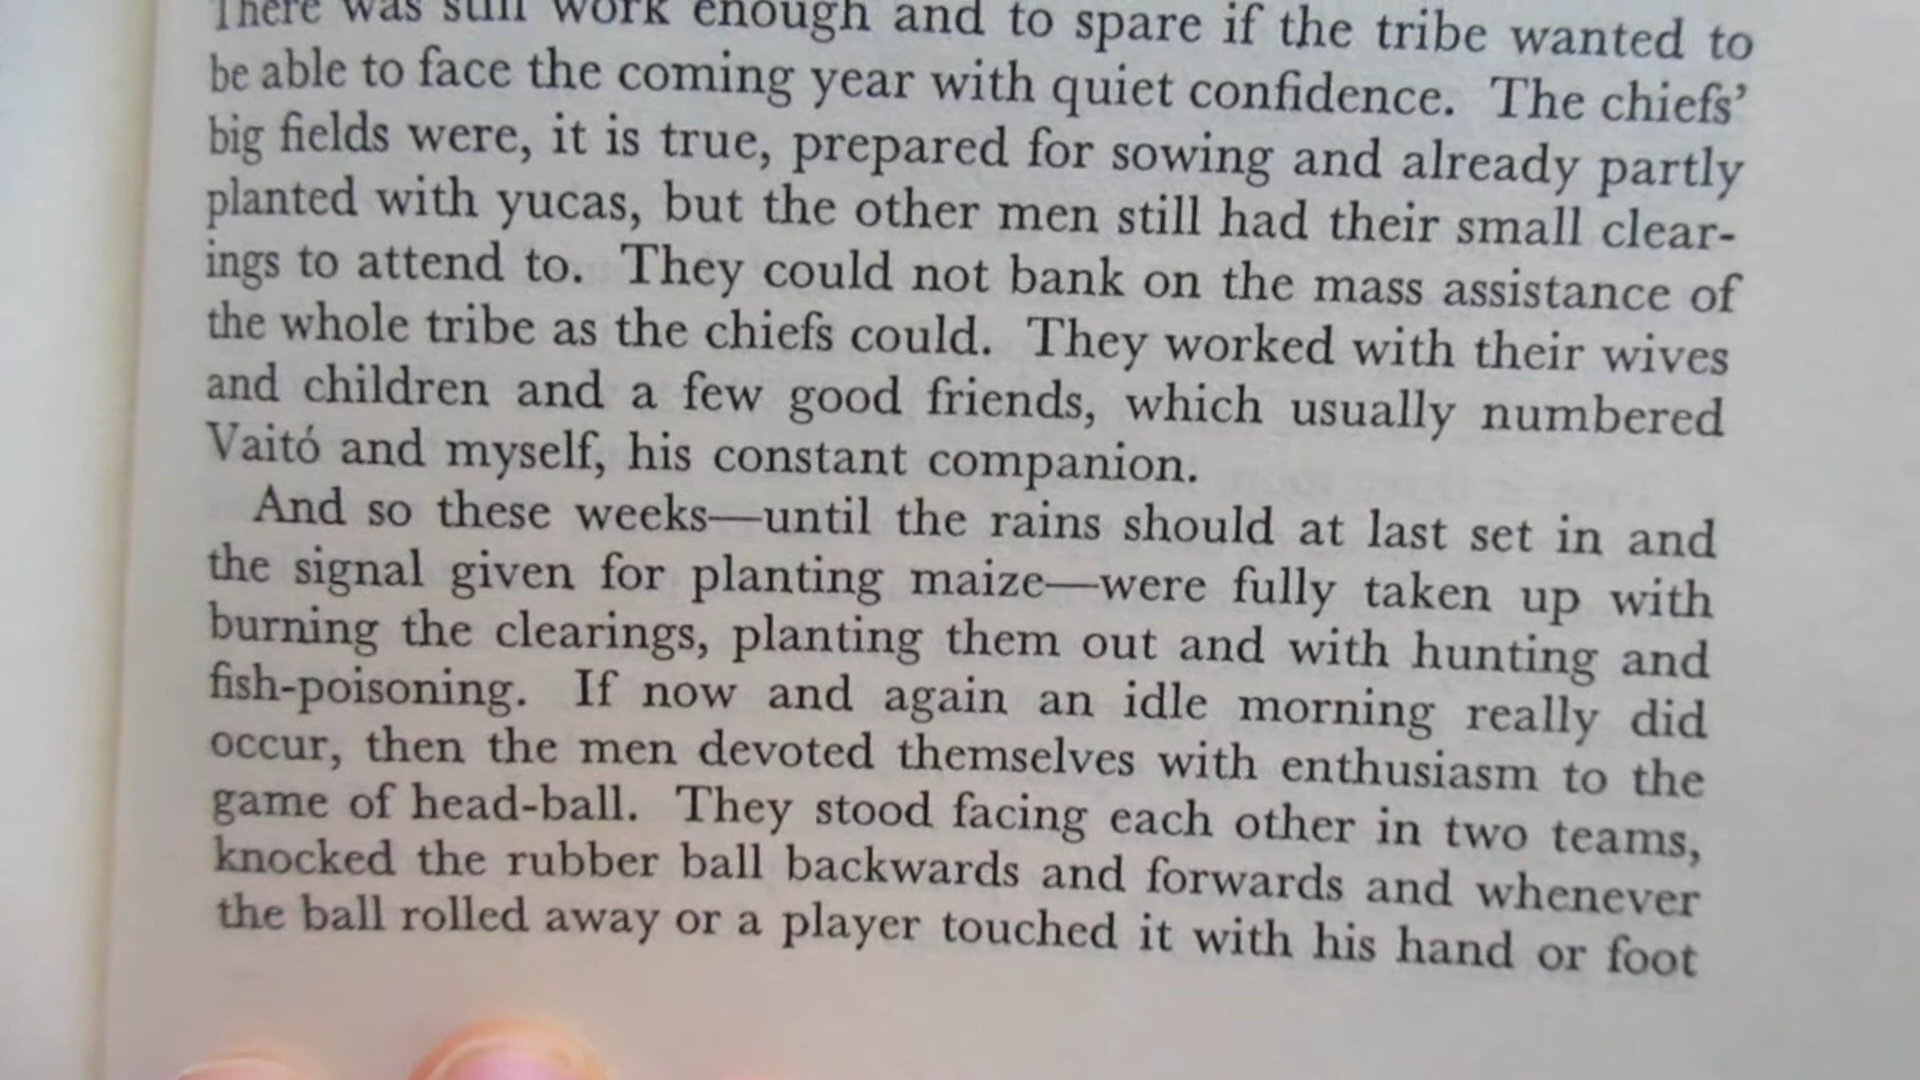 There was still work enough and to spare if the tribe wanted to
be able to face the coming year with quiet confidence. The chiefs'
big fields were, it is true, prepared for sowing and already partly
planted with yucas, but the other men still had their small clear-
ings to attend to. They could not bank on the mass assistance of
the whole tribe as the chiefs could. They worked with their wives
and children and a few good friends, which usually numbered
Vaitó and myself, his constant companion.
And so these weeks—until the rains should at last set in and
the signal given for planting maize—were fully taken up with
burning the clearings, planting them out and with hunting and
fish-poisoning. If now and again an idle morning really did
occur, then the men devoted themselves with enthusiasm to the
game of head-ball. They stood facing each other in two teams,
knocked the rubber ball backwards and forwards and whenever
the ball rolled away or a player touched it with his hand or foot